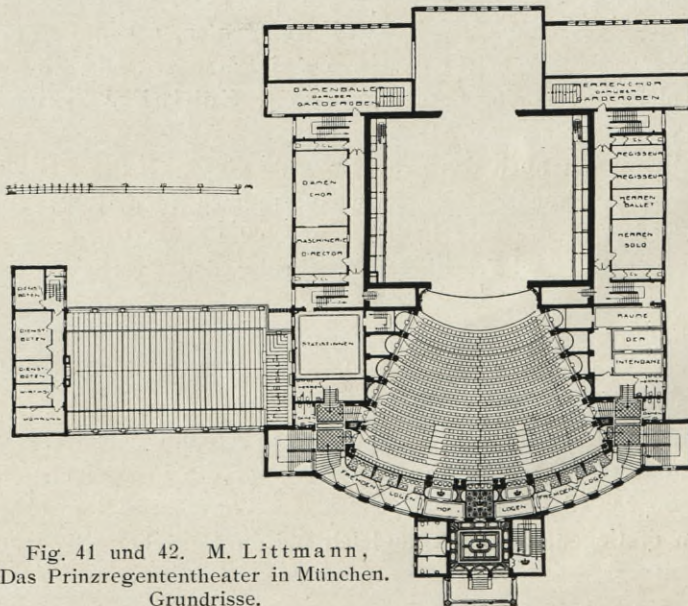 DAMENBALLET
DARÜBER
GARDEROBEN
HERRENCHOR
DARUBER
GARDEROBEN
DAMEN
CHOR
MASCHINERIE
DIRECTOR
REGISSEUR
REGISSEUR
HERREN
BALLET
HERREN
SOLO
STATISTINNEN
RÄUME
DER
INTENDANZ
DIENST
BOTEN
DIENST
BOTEN
DIENST
BOTEN
WIRTHS
WOHNUNG
FREMDEN LOGEN
HOF LOGEN
FREMDEN LOGEN
Fig. 41 und 42. M. Littmann,
Das Prinzregententheater in München.
Grundrisse.